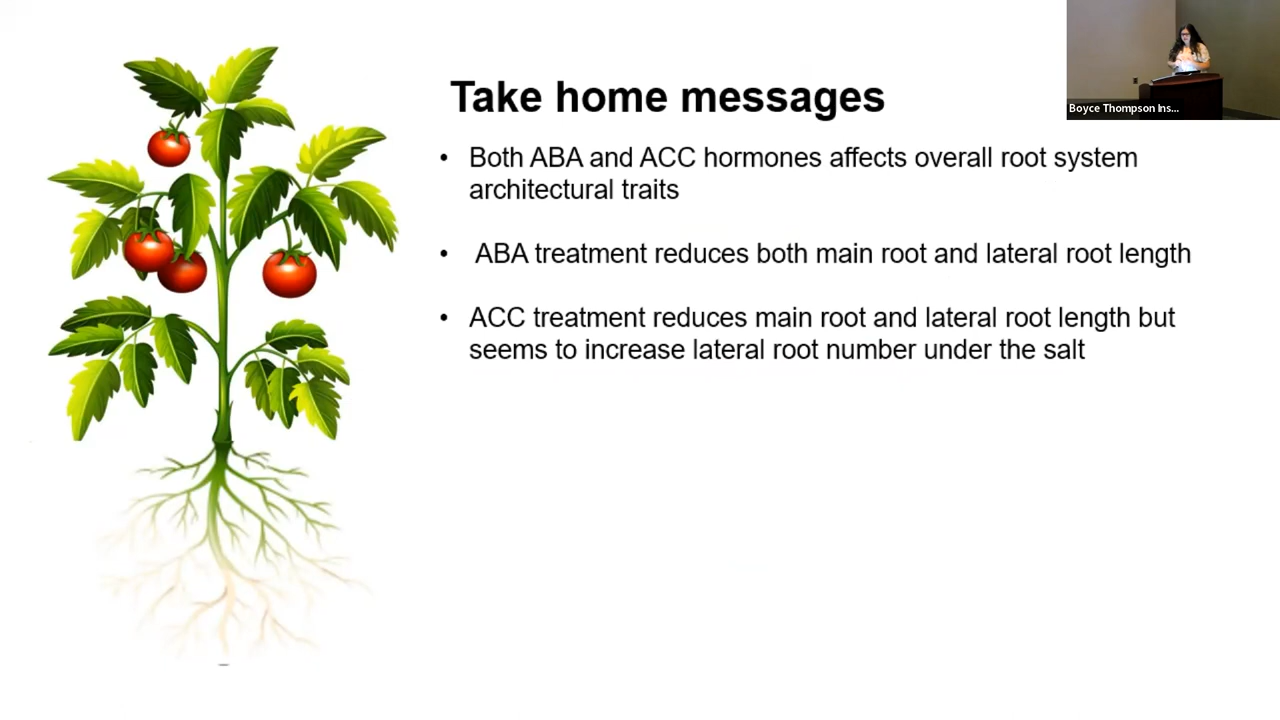 Take home messages
Boyce Thompson Ins...
• Both ABA and ACC hormones affects overall root system
architectural traits
• ABA treatment reduces both main root and lateral root length
• ACC treatment reduces main root and lateral root length but
seems to increase lateral root number under the salt